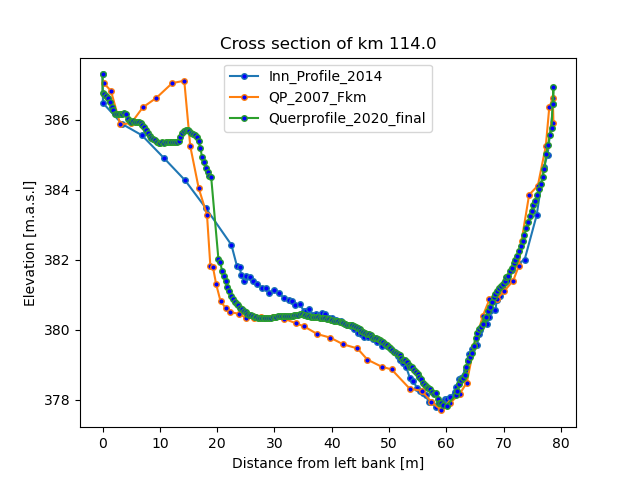 Cross section of km 114.0
Inn_Profile_2014
QP_2007_Fkm
Querprofile_2020_final
Elevation [m.a.s.l]
386
384
382
380
378
0 10 20 30 40 50 60 70 80
Distance from left bank [m]